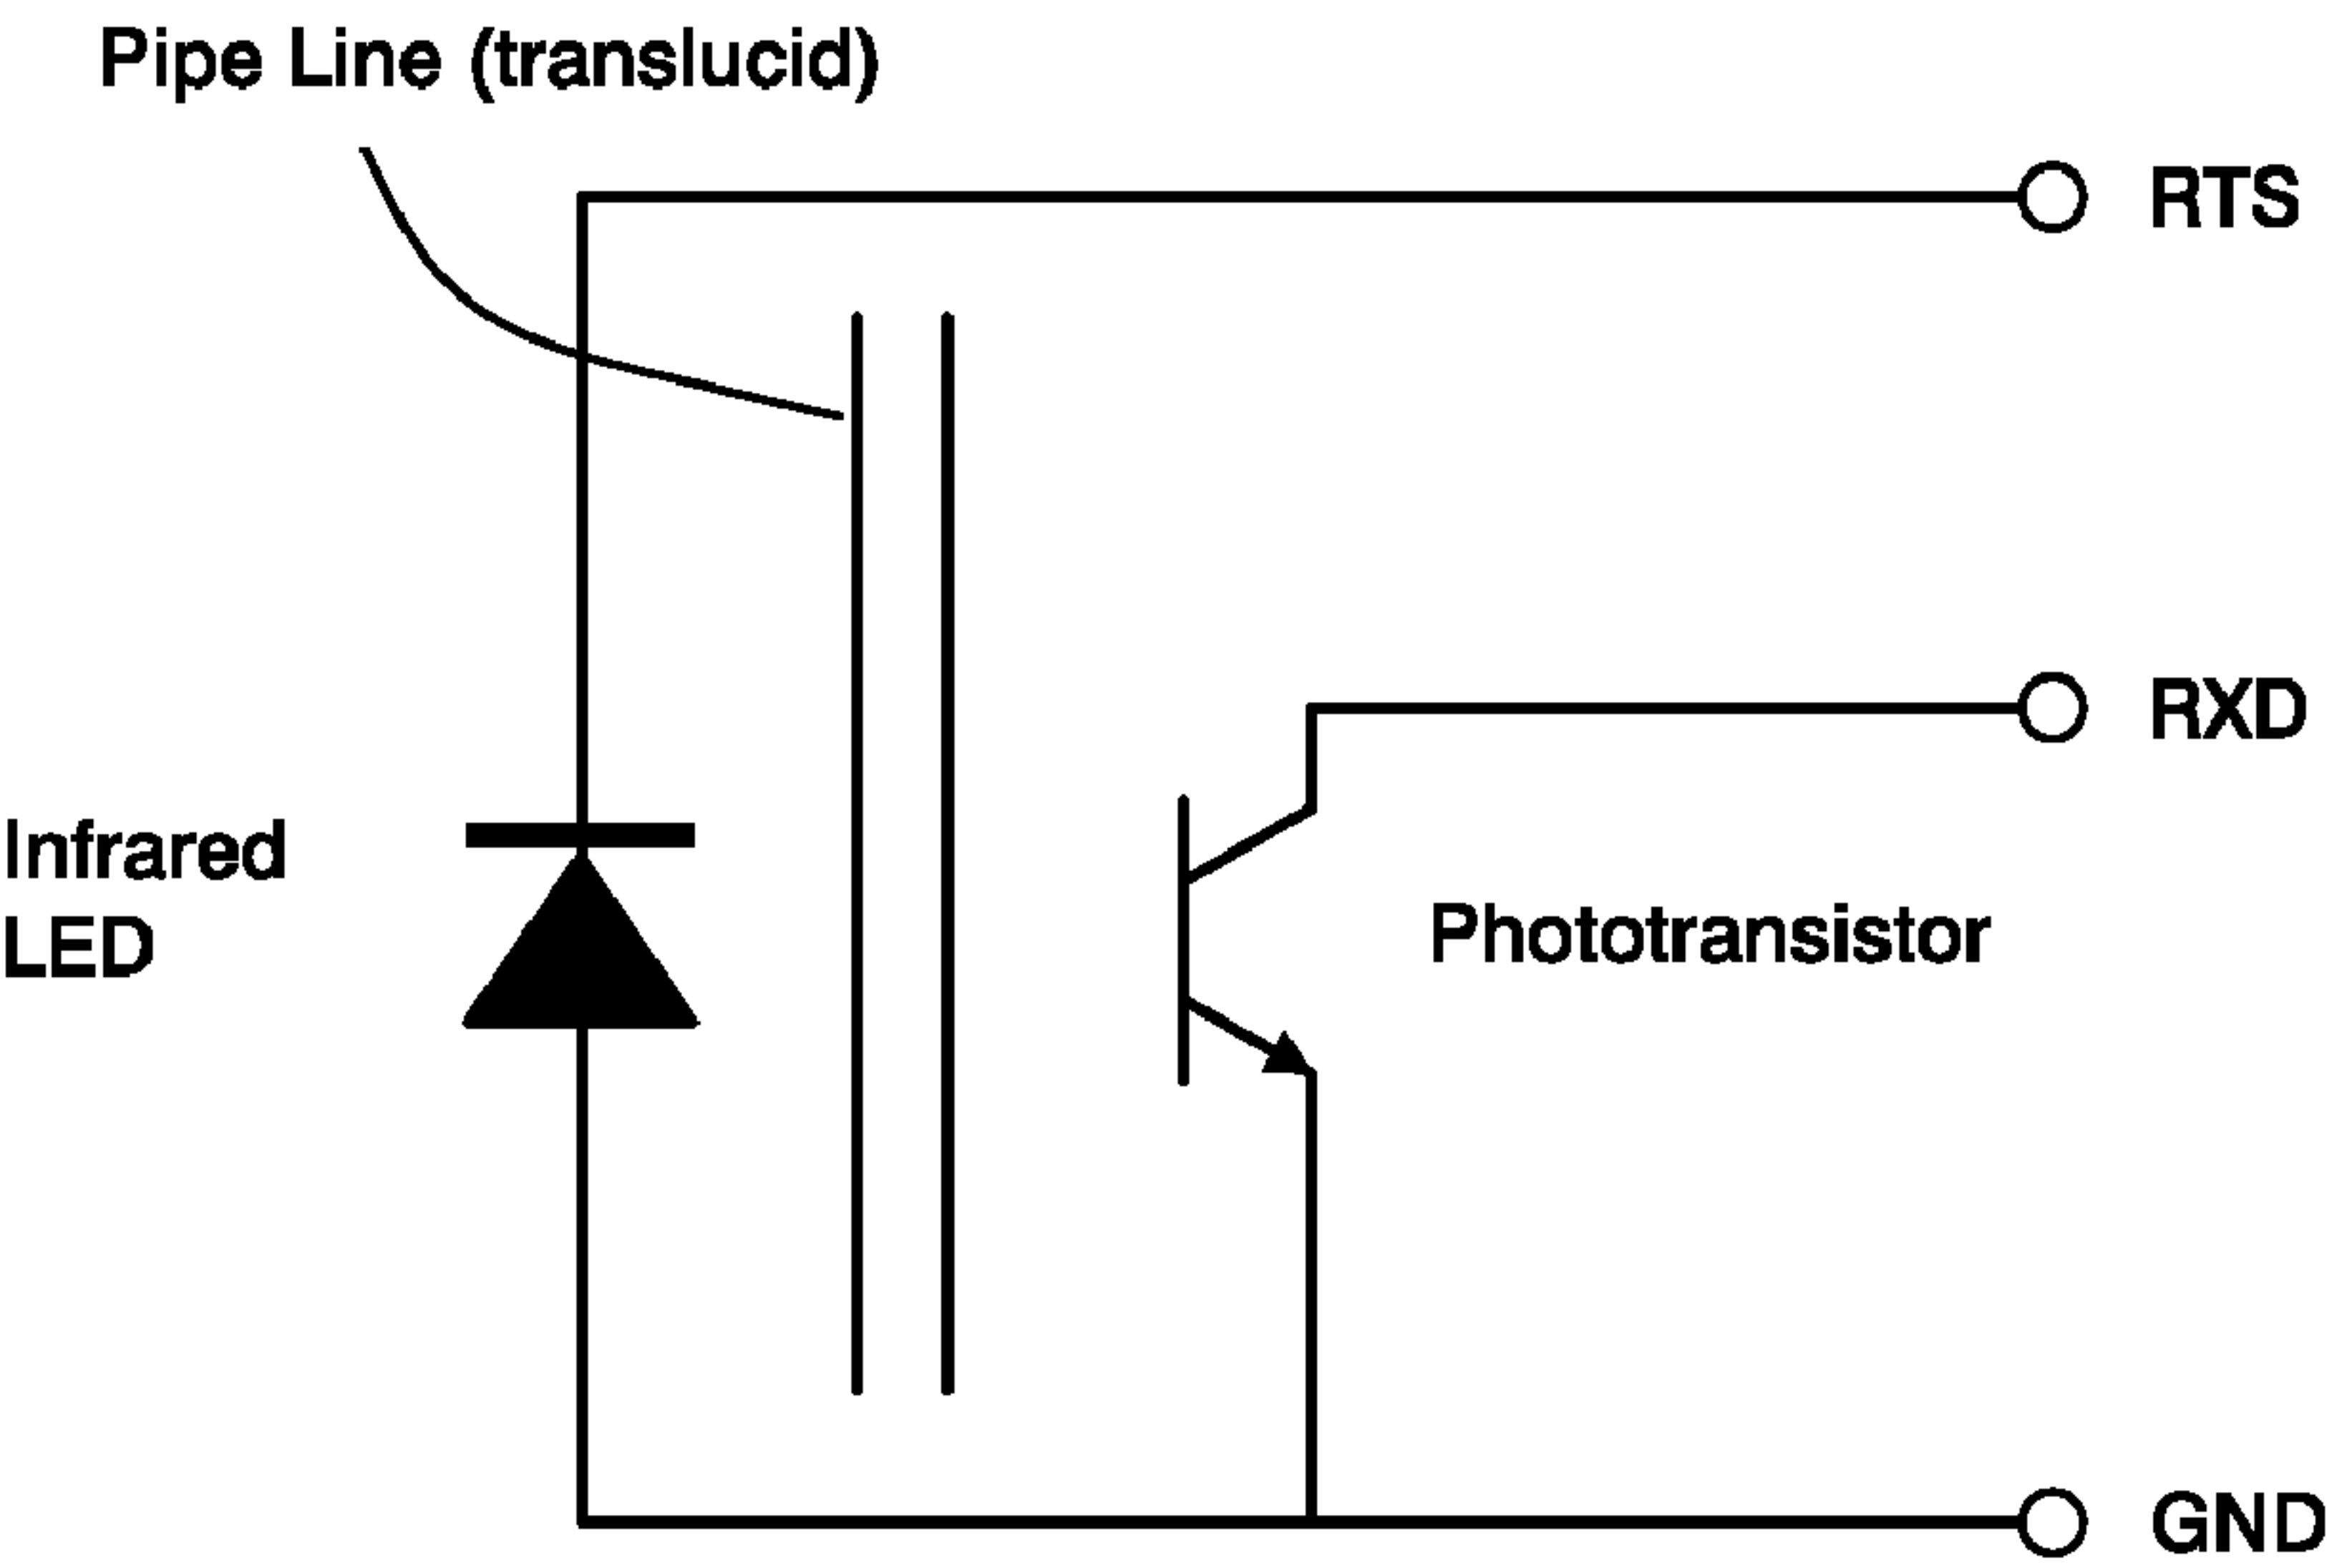 Pipe Line (translucid)
RTS
RXD
Infrared
LED
Phototransistor
GND